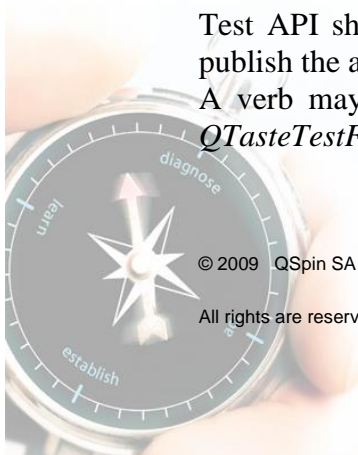 Test API sh
publish the a
A verb may
QTasteTestF
diagnose
learn
© 2009 QSpin SA
All rights are reserv
establish